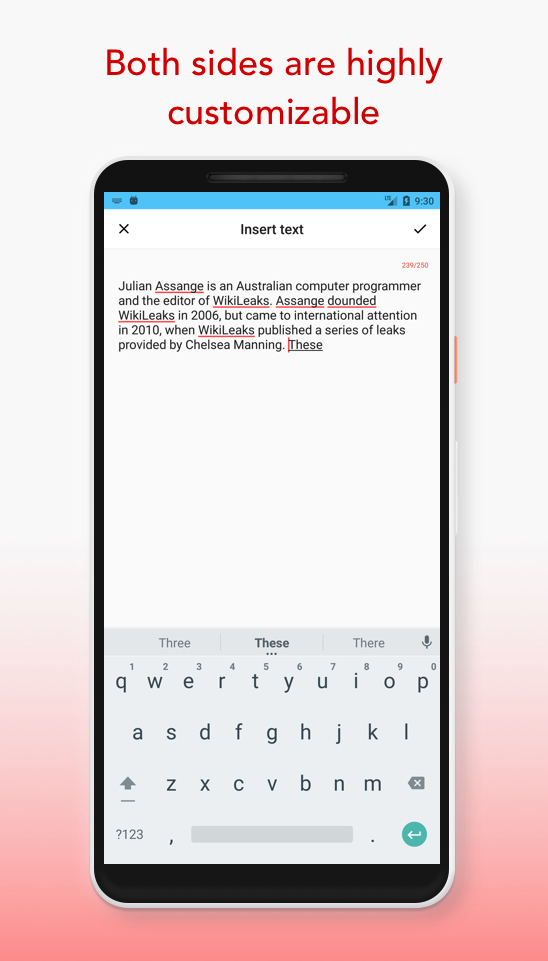 Both sides are highly
customizable
9:30
Insert text
239/250
Julian Assange is an Australian computer programmer
and the editor of WikiLeaks. Assange dounded
WikiLeaks in 2006, but came to international attention
in 2010, when WikiLeaks published a series of leaks
provided by Chelsea Manning. These
Three These There
1 2 3 4 5 6 7 8 9 0
q w e r t y u i o p
a s d f g h j k l
z x c v b n m
?123 , .